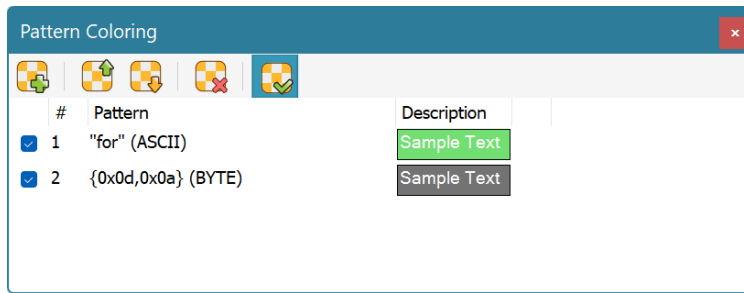 Pattern Coloring
# Pattern Description
1 "for" (ASCII) Sample Text
2 {0x0d,0x0a} (BYTE) Sample Text